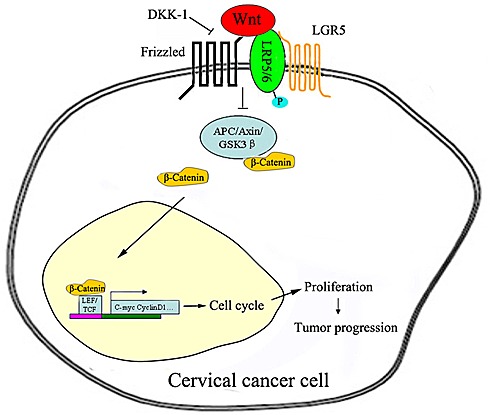 DKK-1
Wnt
LGR5
Frizzled
LRP5/6
P
APC/Axin/
GSK3 β
β-Catenin
β-Catenin
β-Catenin
LEF/
TCF
C-myc CyclinD1...
Cell cycle
Proliferation
Tumor progression
Cervical cancer cell